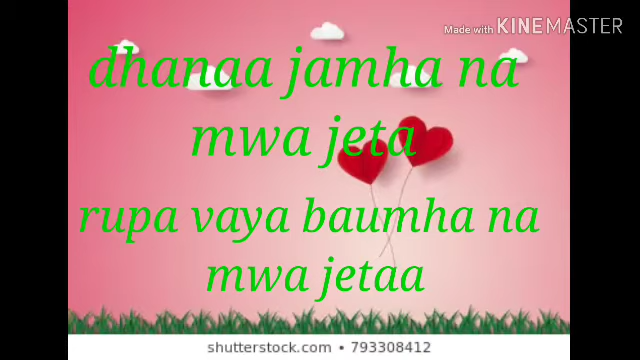 Made with KINEMASTER
dhanaa jamha na
mwa jeta
rupa vaya baumha na
mwa jetaa
shutterstock.com • 793308412